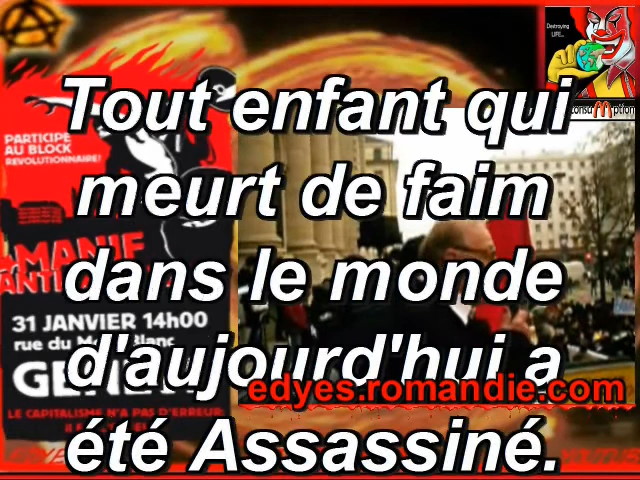 Destroying
LIFE...
Tout enfant qui
meurt de faim
dans le monde
d'aujourd'hui a
été Assassiné.
PARTICIPE
AU BLOCK
REVOLUTIONNAIRE!
MANIF
ANTI
31 JANVIER 14h00
rue du
edyes.romandie.com
LE CAPITALISME N'A PAS D'ERREUR: